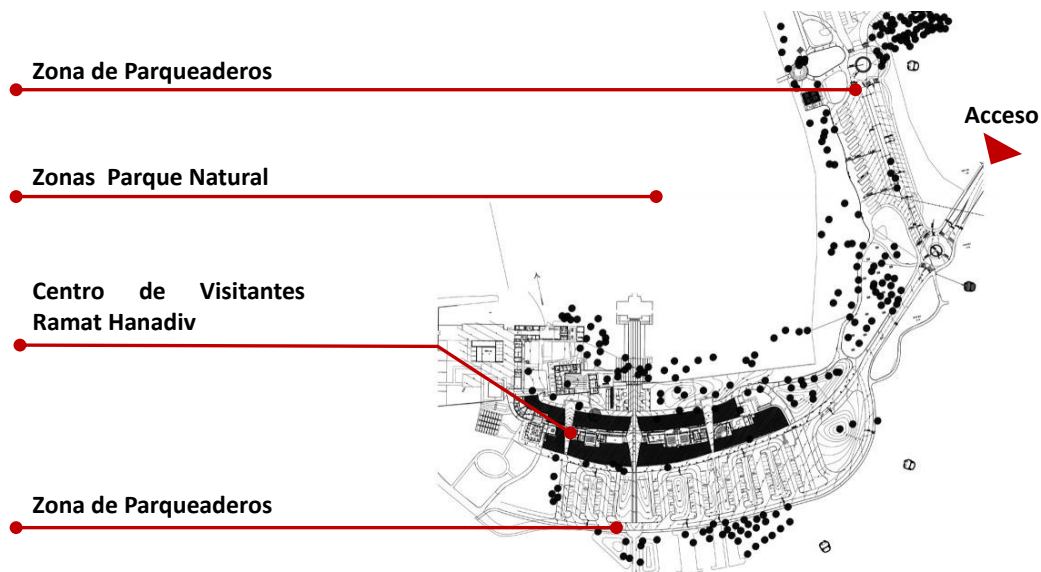 Zona de Parqueaderos
Acceso
Zonas Parque Natural
Centro de Visitantes
Ramat Hanadiv
Zona de Parqueaderos